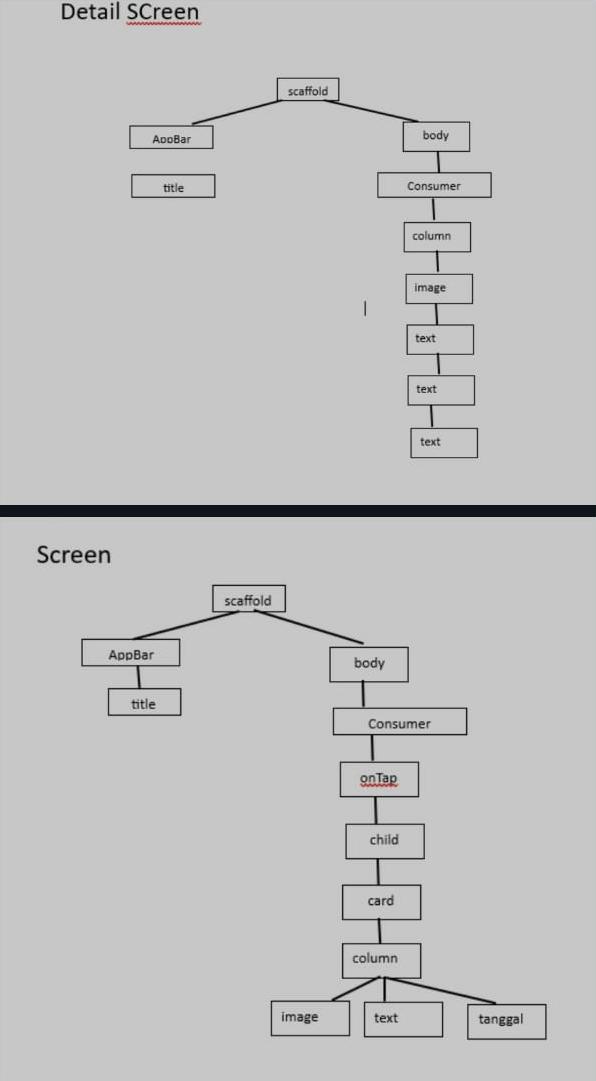 Detail SCreen
scaffold
AppBar
body
title
Consumer
column
image
text
text
text
Screen
scaffold
AppBar
body
title
Consumer
onTap
child
card
column
image
text
tanggal